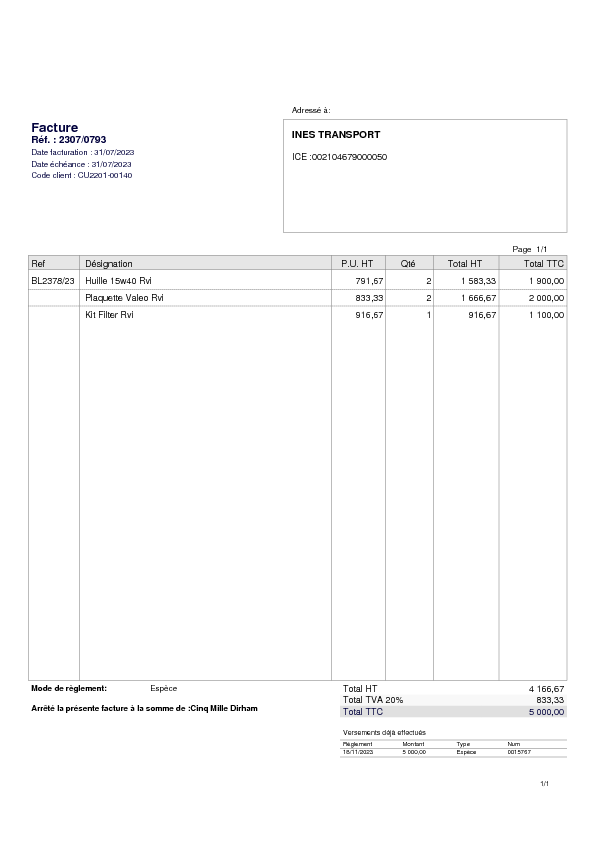 Adressé à:
Facture
Réf. : 2307/0793
Date facturation : 31/07/2023
Date échéance : 31/07/2023
Code client : CU2201-00140
INES TRANSPORT
ICE :002104679000050
Page 1/1
Ref Désignation P.U. HT Qté Total HT Total TTC
BL2378/23 Huille 15w40 Rvi 791,67 2 1 583,33 1 900,00
Plaquette Valeo Rvi 833,33 2 1 666,67 2 000,00
Kit Filter Rvi 916,67 1 916,67 1 100,00
Mode de règlement: Espèce
Arrêté la présente facture à la somme de :Cinq Mille Dirham
Total HT 4 166,67
Total TVA 20% 833,33
Total TTC 5 000,00
Versements déjà effectués
Règlement Montant Type Num
18/11/2023 5 000,00 Espèce 0015767
1/1